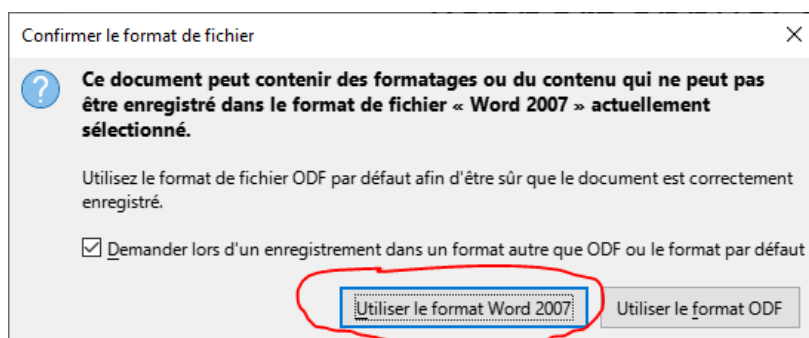 Confirmer le format de fichier
Ce document peut contenir des formatages ou du contenu qui ne peut pas
être enregistré dans le format de fichier « Word 2007 » actuellement
sélectionné.
Utilisez le format de fichier ODF par défaut afin d'être sûr que le document est correctement
enregistré.
Demander lors d'un enregistrement dans un format autre que ODF ou le format par défaut
Utiliser le format Word 2007 Utiliser le format ODF